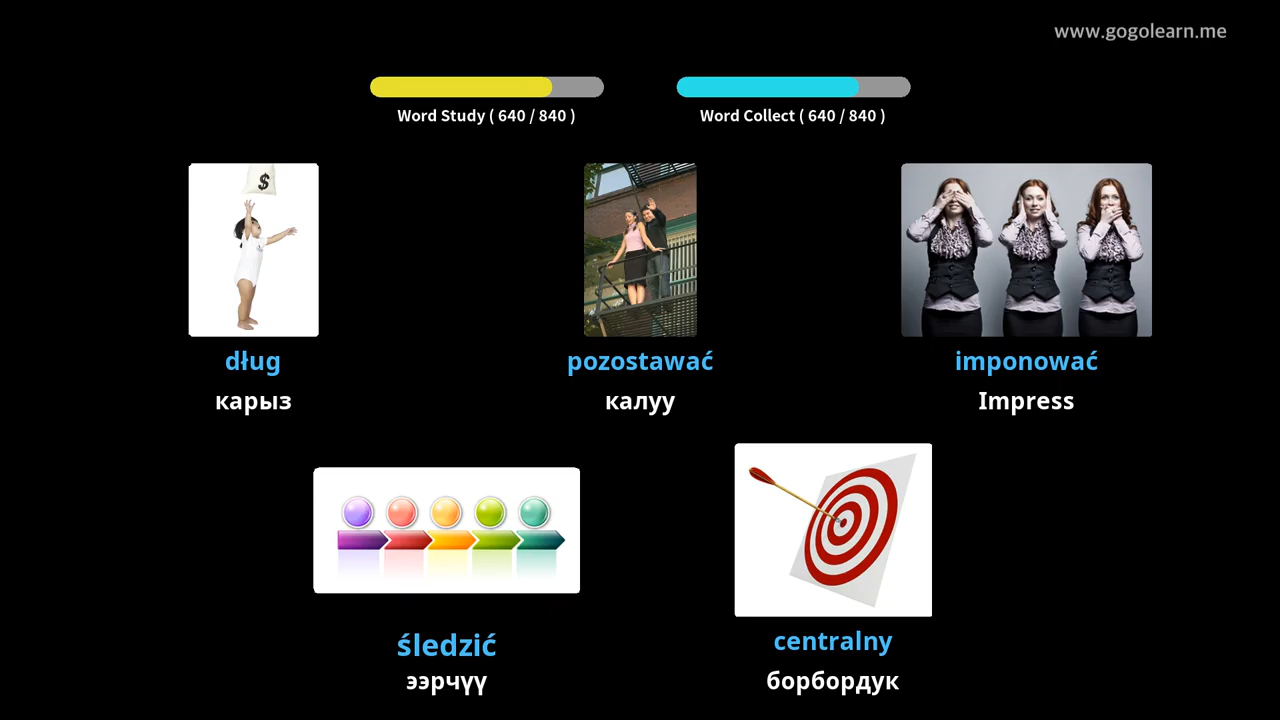 www.gogolearn.me
Word Study ( 640 / 840 )
Word Collect ( 640 / 840 )
$
dług
карыз
pozostawać
калуу
imponować
Impress
śledzić
ээрчүү
centralny
борбордук